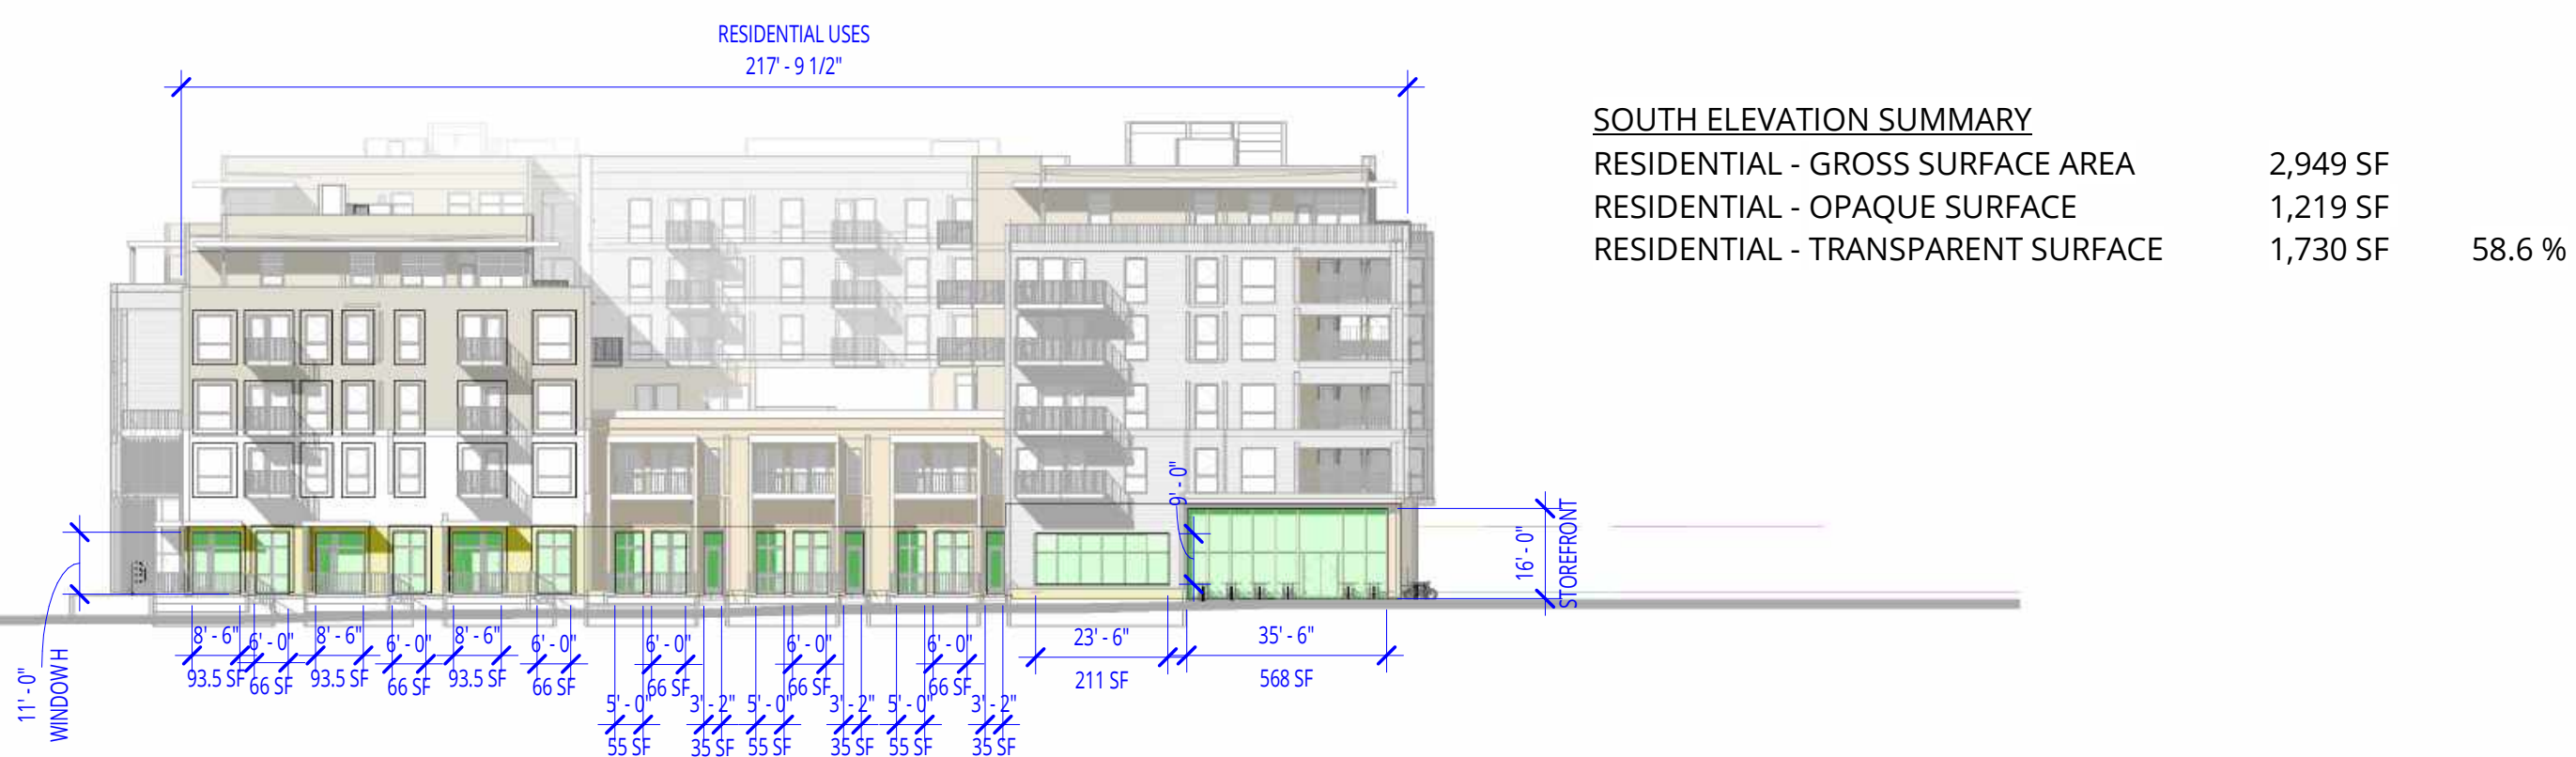 RESIDENTIAL USES
217' - 9 1/2"
SOUTH ELEVATION SUMMARY
RESIDENTIAL - GROSS SURFACE AREA 2,949 SF
RESIDENTIAL - OPAQUE SURFACE 1,219 SF
RESIDENTIAL - TRANSPARENT SURFACE 1,730 SF 58.6 %
9' - 0"
16' - 0"
STOREFRONT
11' - 0"
WINDOW H
8' - 6" 6' - 0" 8' - 6" 6' - 0" 8' - 6" 6' - 0" 6' - 0" 6' - 0" 6' - 0" 23' - 6" 35' - 6"
93.5 SF 66 SF 93.5 SF 66 SF 93.5 SF 66 SF 66 SF 66 SF 66 SF 211 SF 568 SF
5' - 0" 3' - 2" 5' - 0" 3' - 2" 5' - 0" 3' - 2"
55 SF 35 SF 55 SF 35 SF 55 SF 35 SF